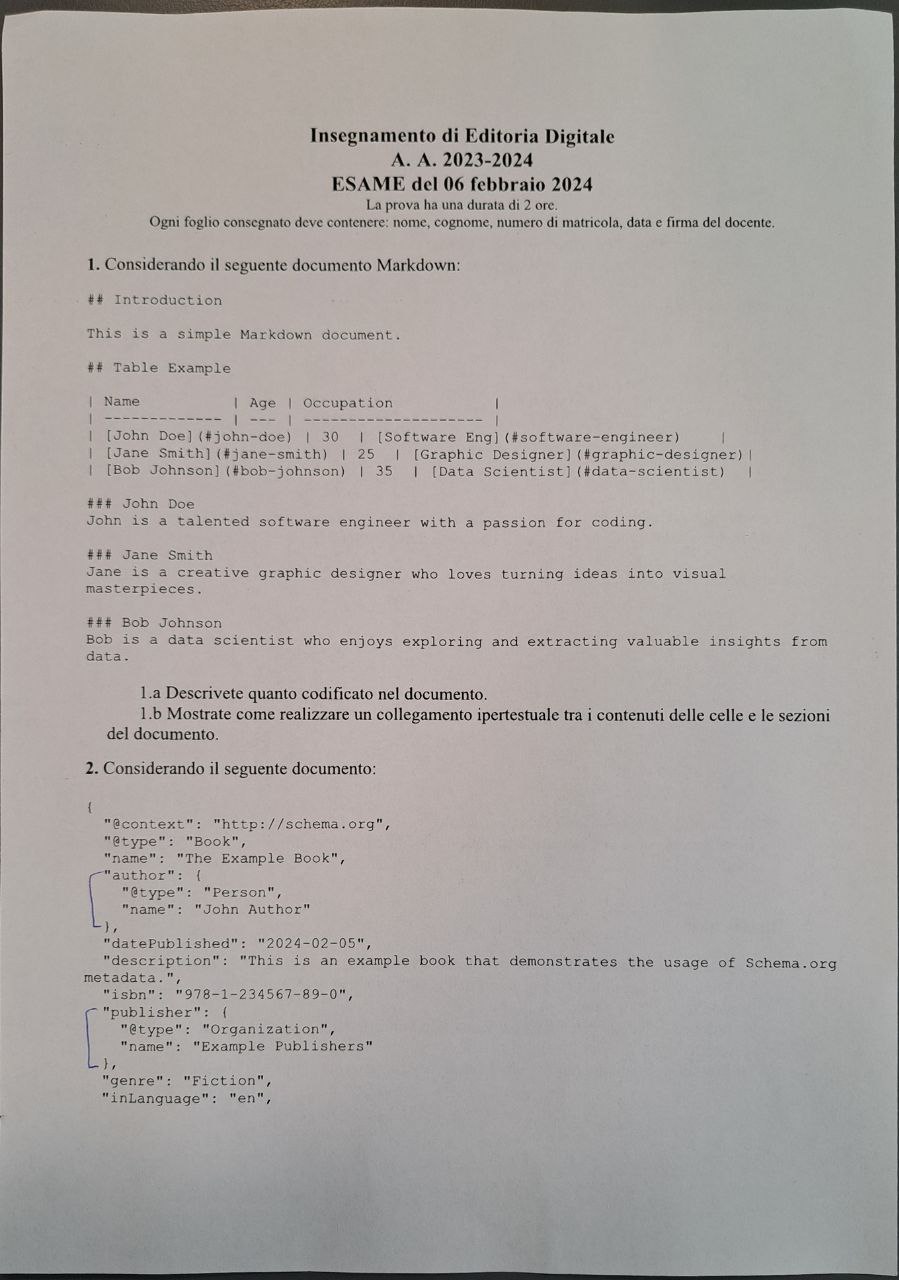 Insegnamento di Editoria Digitale
A. A. 2023-2024
ESAME del 06 febbraio 2024
La prova ha una durata di 2 ore.
Ogni foglio consegnato deve contenere: nome, cognome, numero di matricola, data e firma del docente.
1. Considerando il seguente documento Markdown:
## Introduction
This is a simple Markdown document.
## Table Example
| Name          | Age | Occupation           |
| ------------- | --- | -------------------- |
| [John Doe](#john-doe) | 30  | [Software Eng](#software-engineer)     |
| [Jane Smith](#jane-smith) | 25  | [Graphic Designer](#graphic-designer)|
| [Bob Johnson](#bob-johnson) | 35  | [Data Scientist](#data-scientist)  |
### John Doe
John is a talented software engineer with a passion for coding.
### Jane Smith
Jane is a creative graphic designer who loves turning ideas into visual
masterpieces.
### Bob Johnson
Bob is a data scientist who enjoys exploring and extracting valuable insights from
data.
1.a Descrivete quanto codificato nel documento.
1.b Mostrate come realizzare un collegamento ipertestuale tra i contenuti delle celle e le sezioni
del documento.
2. Considerando il seguente documento:
{
"@context": "http://schema.org",
"@type": "Book",
"name": "The Example Book",
"author": {
"@type": "Person",
"name": "John Author"
},
"datePublished": "2024-02-05",
"description": "This is an example book that demonstrates the usage of Schema.org
metadata.",
"isbn": "978-1-234567-89-0",
"publisher": {
"@type": "Organization",
"name": "Example Publishers"
},
"genre": "Fiction",
"inLanguage": "en",